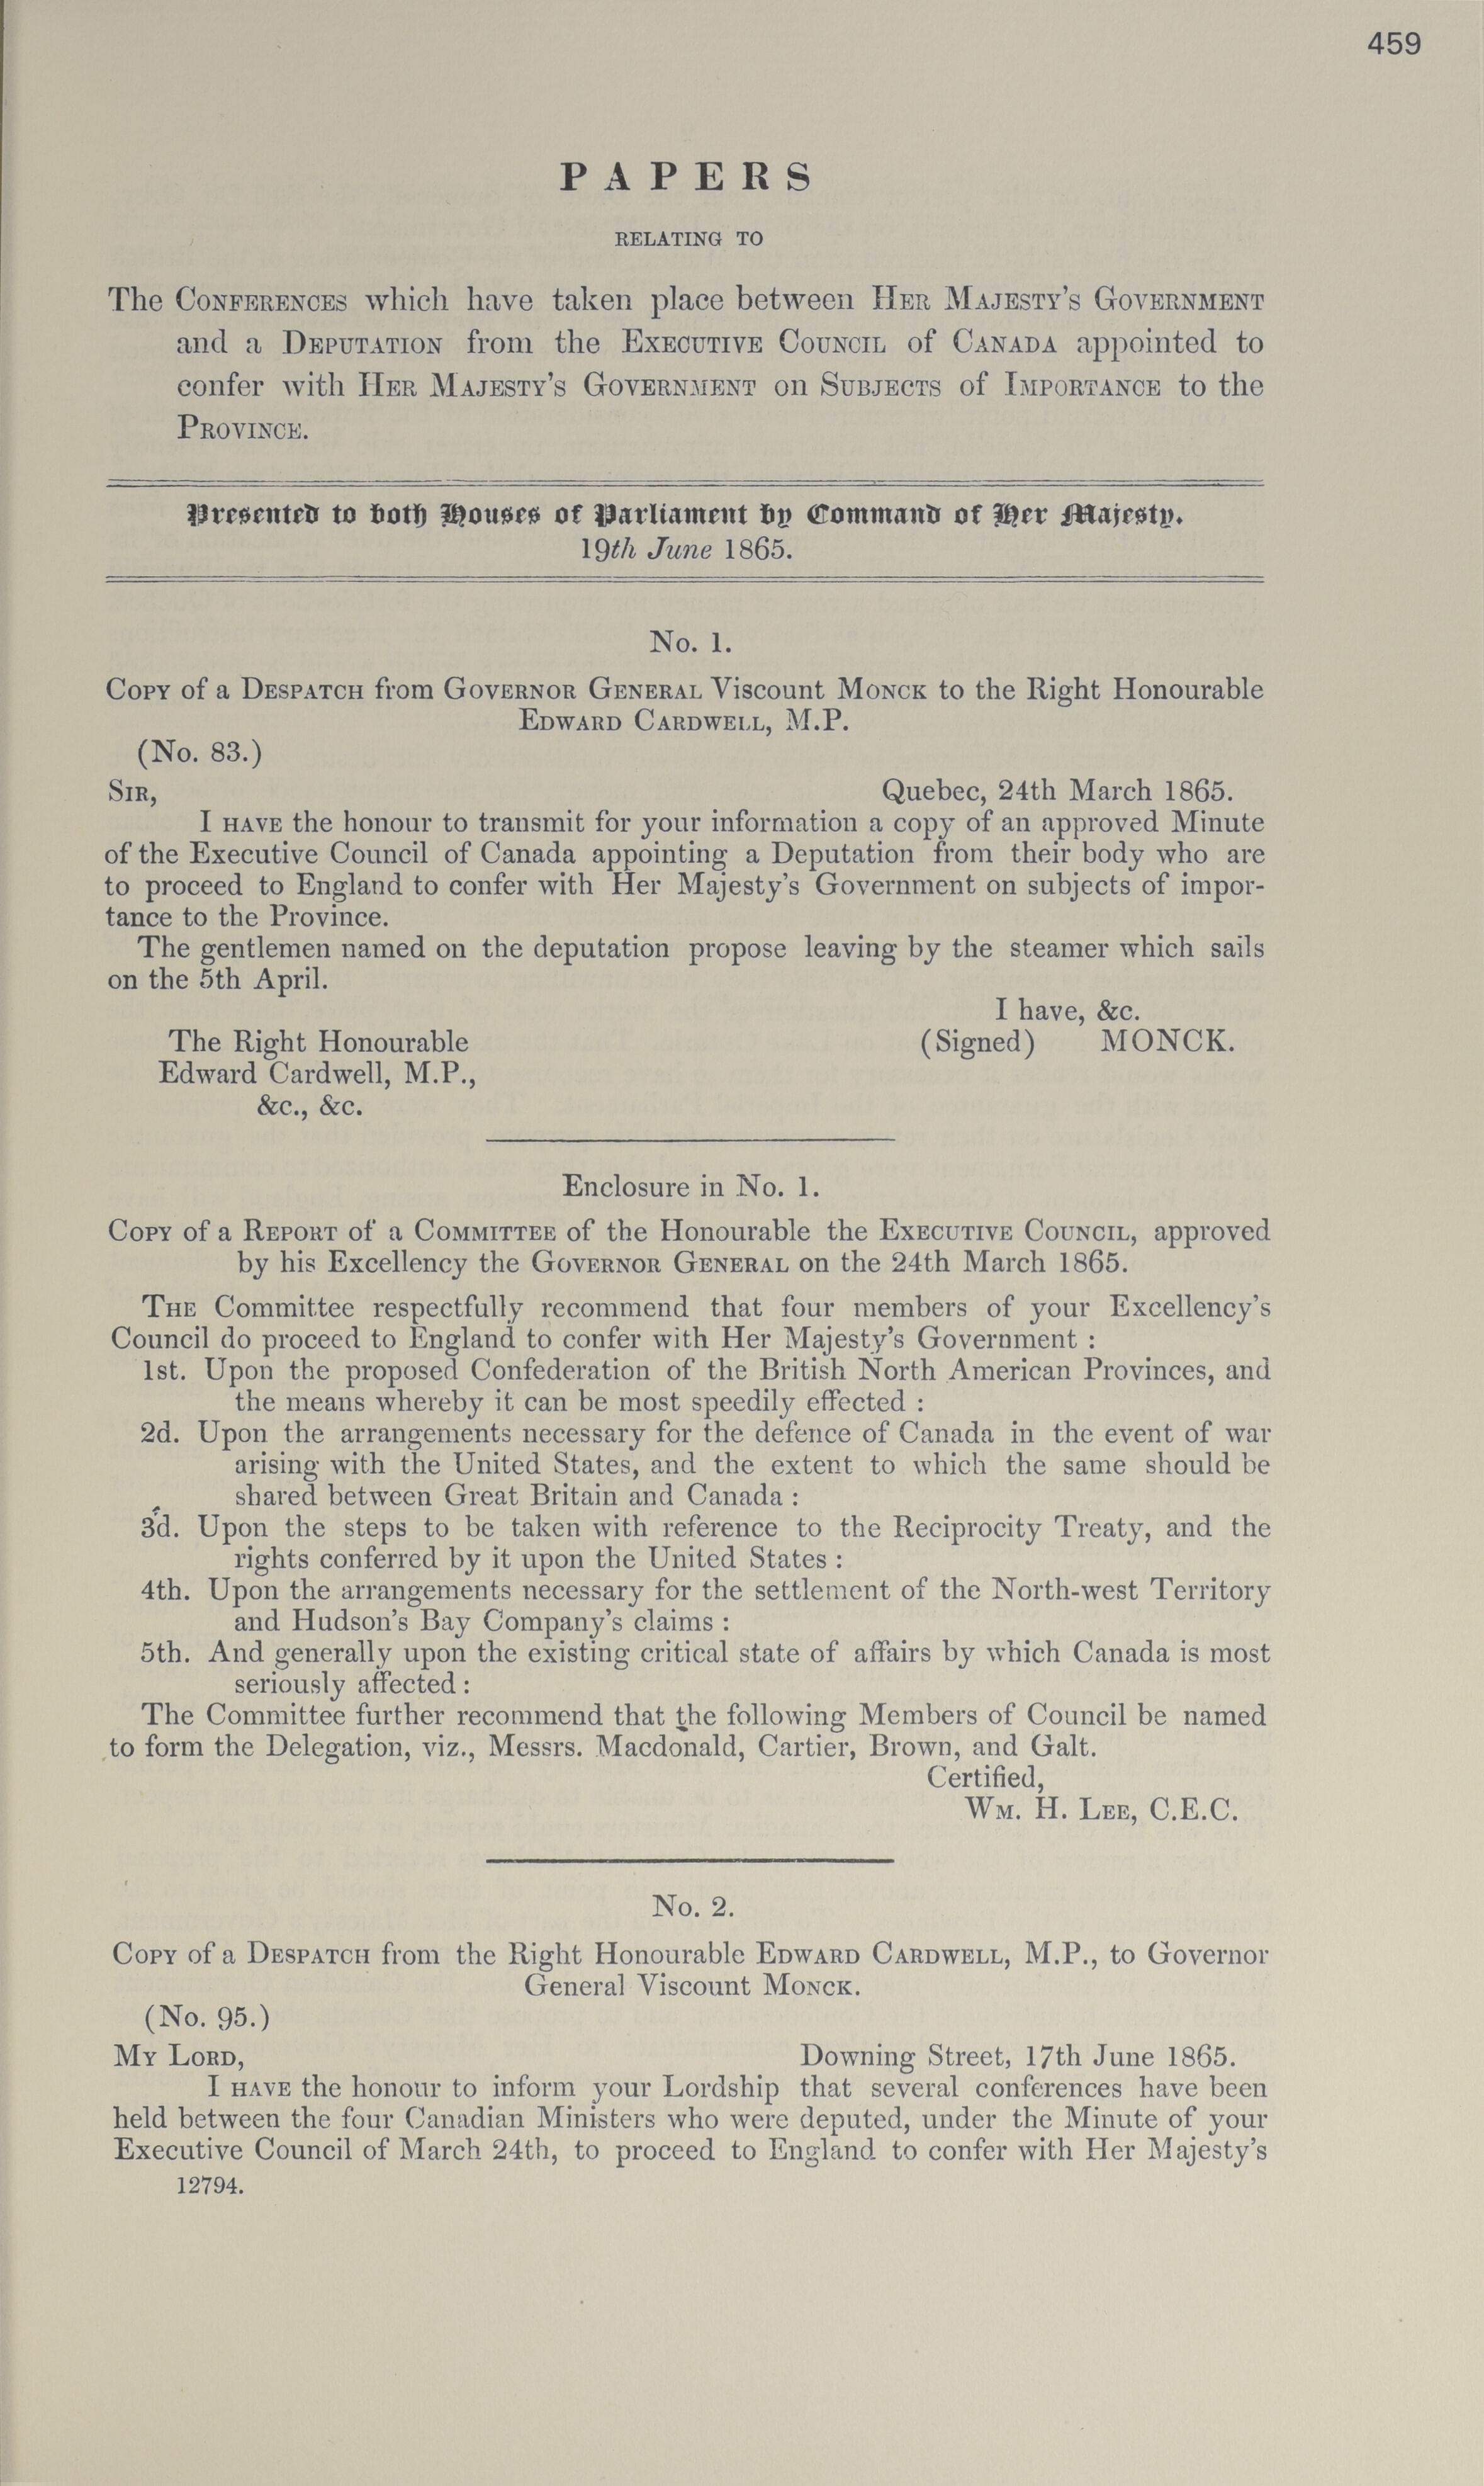 459
PAPERS
RELATING TO
The CONFERENCES which have taken place between HER MAJESTY'S GOVERNMENT
and a DEPUTATION from the EXECUTIVE COUNCIL of CANADA appointed to
confer with HER MAJESTY'S GOVERNMENT on SUBJECTS of IMPORTANCE to the
PROVINCE.
Presented to both Houses of Parliament by Command of Her Majesty.
19th June 1865.
No. 1.
COPY of a DESPATCH from GOVERNOR GENERAL Viscount MONCK to the Right Honourable
EDWARD CARDWELL, M.P.
(No. 83.)
SIR, Quebec, 24th March 1865.
I HAVE the honour to transmit for your information a copy of an approved Minute
of the Executive Council of Canada appointing a Deputation from their body who are
to proceed to England to confer with Her Majesty's Government on subjects of impor-
tance to the Province.
The gentlemen named on the deputation propose leaving by the steamer which sails
on the 5th April.
I have, &c.
The Right Honourable (Signed) MONCK.
Edward Cardwell, M.P.,
&c., &c.
Enclosure in No. 1.
COPY of a REPORT of a COMMITTEE of the Honourable the EXECUTIVE COUNCIL, approved
by his Excellency the GOVERNOR GENERAL on the 24th March 1865.
THE Committee respectfully recommend that four members of your Excellency's
Council do proceed to England to confer with Her Majesty's Government :
1st. Upon the proposed Confederation of the British North American Provinces, and
the means whereby it can be most speedily effected :
2d. Upon the arrangements necessary for the defence of Canada in the event of war
arising with the United States, and the extent to which the same should be
shared between Great Britain and Canada :
3d. Upon the steps to be taken with reference to the Reciprocity Treaty, and the
rights conferred by it upon the United States :
4th. Upon the arrangements necessary for the settlement of the North-west Territory
and Hudson's Bay Company's claims :
5th. And generally upon the existing critical state of affairs by which Canada is most
seriously affected :
The Committee further recommend that the following Members of Council be named
to form the Delegation, viz., Messrs. Macdonald, Cartier, Brown, and Galt.
Certified,
WM. H. LEE, C.E.C.
No. 2.
COPY of a DESPATCH from the Right Honourable EDWARD CARDWELL, M.P., to Governor
General Viscount MONCK.
(No. 95.)
MY LORD, Downing Street, 17th June 1865.
I HAVE the honour to inform your Lordship that several conferences have been
held between the four Canadian Ministers who were deputed, under the Minute of your
Executive Council of March 24th, to proceed to England to confer with Her Majesty's
12794.